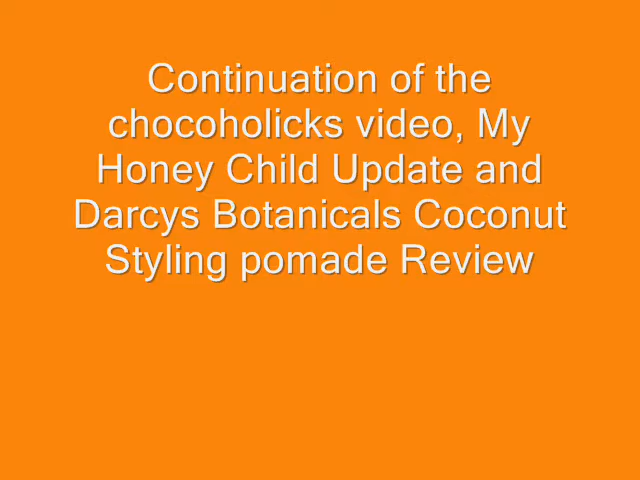 Continuation of the
chocoholicks video, My
Honey Child Update and
Darcys Botanicals Coconut
Styling pomade Review